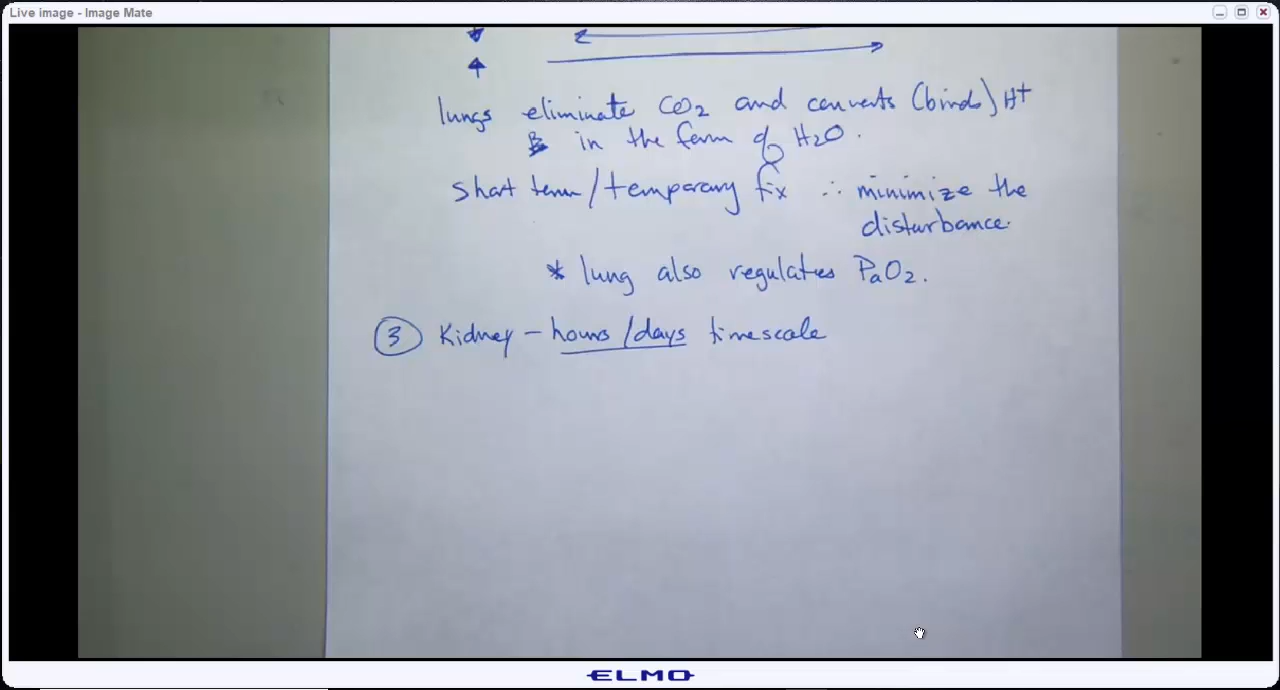 Live image - Image Mate
lungs eliminate CO2 and converts (binds) H+
in the form of H2O.
Short term/temporary fix ∴ minimize the
disturbance.
* lung also regulates PaO2.
③ Kidney - hours/days timescale
ELMO